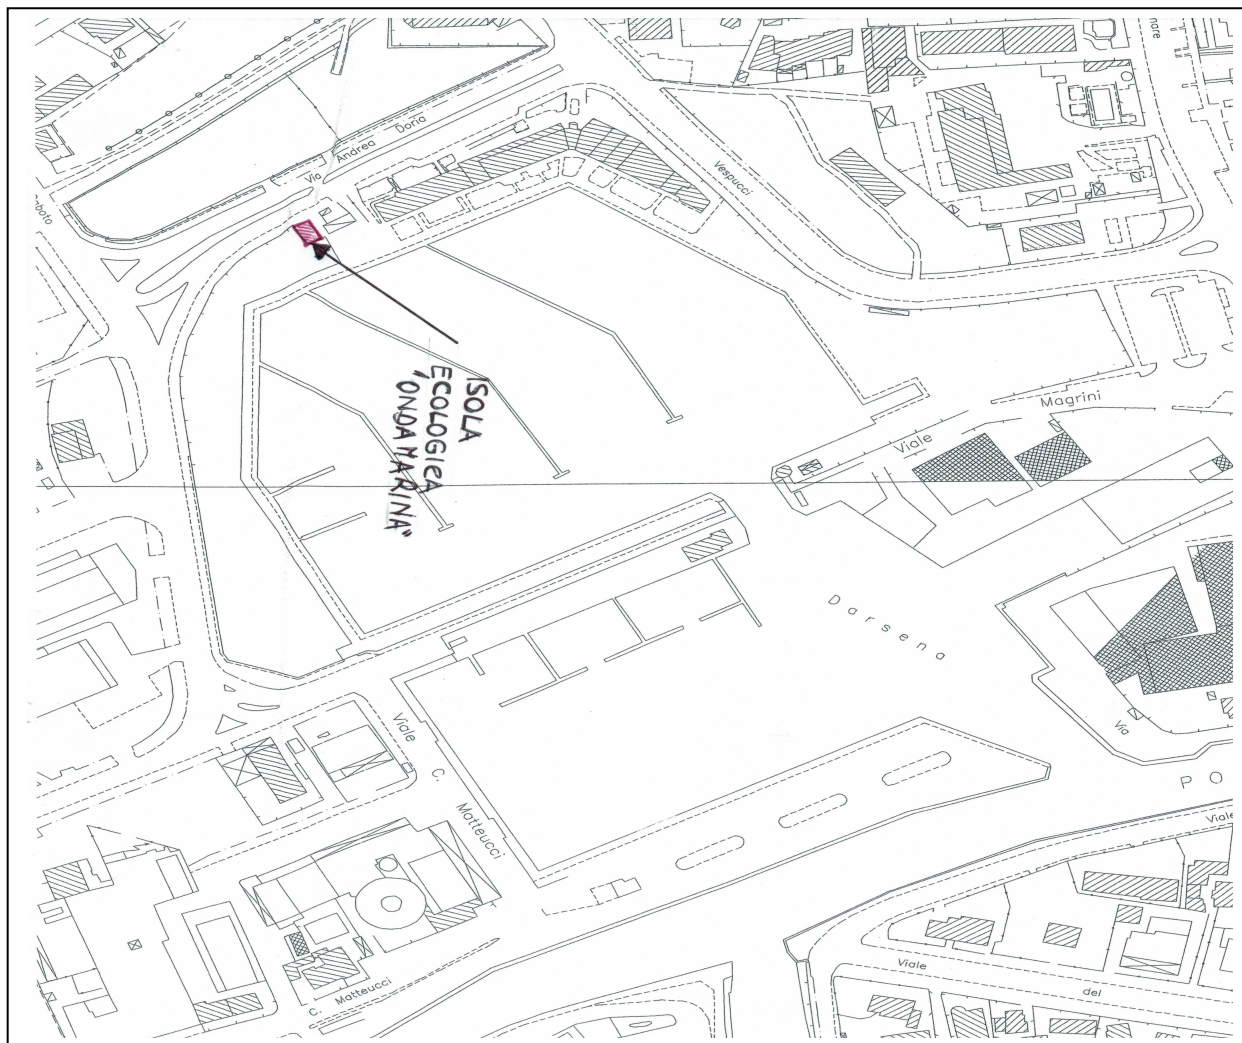 mare
Via Andrea Doria
Vespucci
ISOLA
ECOLOGICA
"ONDA MARINA"
Viale Magrini
Darsena
Via
PO
Viale
Viale C. Matteucci
C. Matteucci
Viale del